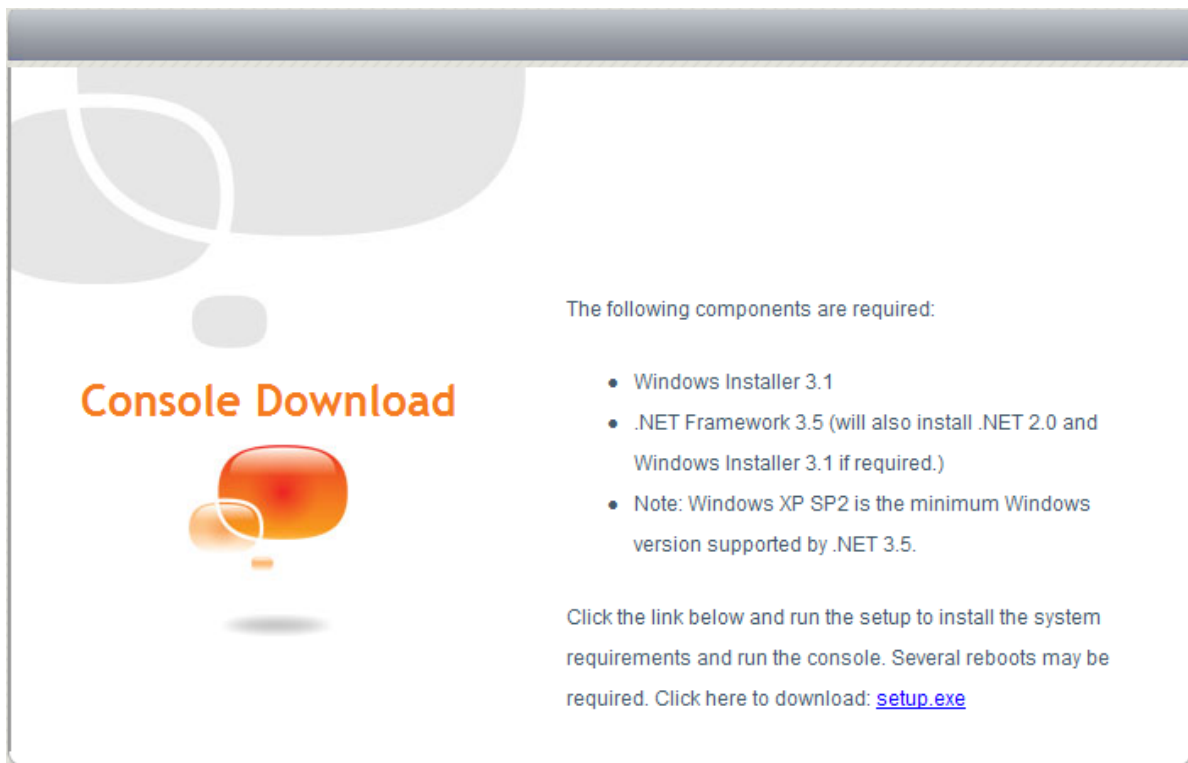 Console Download
The following components are required:
● Windows Installer 3.1
● .NET Framework 3.5 (will also install .NET 2.0 and
Windows Installer 3.1 if required.)
● Note: Windows XP SP2 is the minimum Windows
version supported by .NET 3.5.
Click the link below and run the setup to install the system
requirements and run the console. Several reboots may be
required. Click here to download: setup.exe